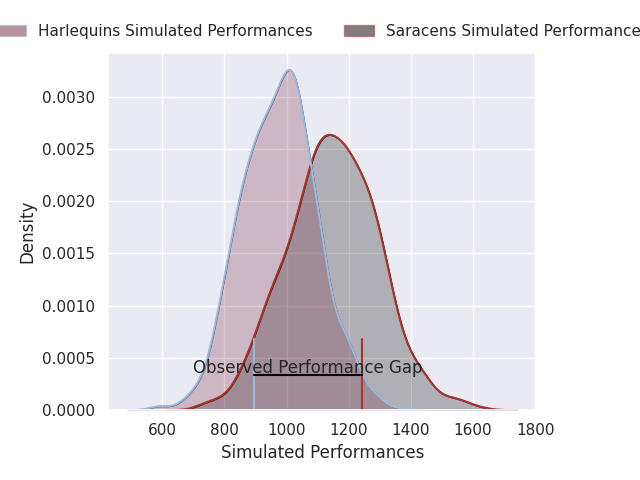 Harlequins Simulated Performances
Saracens Simulated Performance
0.0030
0.0025
0.0020
0.0015
0.0010
0.0005
0.0000
Density
Observed Performance Gap
600 800 1000 1200 1400 1600 1800
Simulated Performances